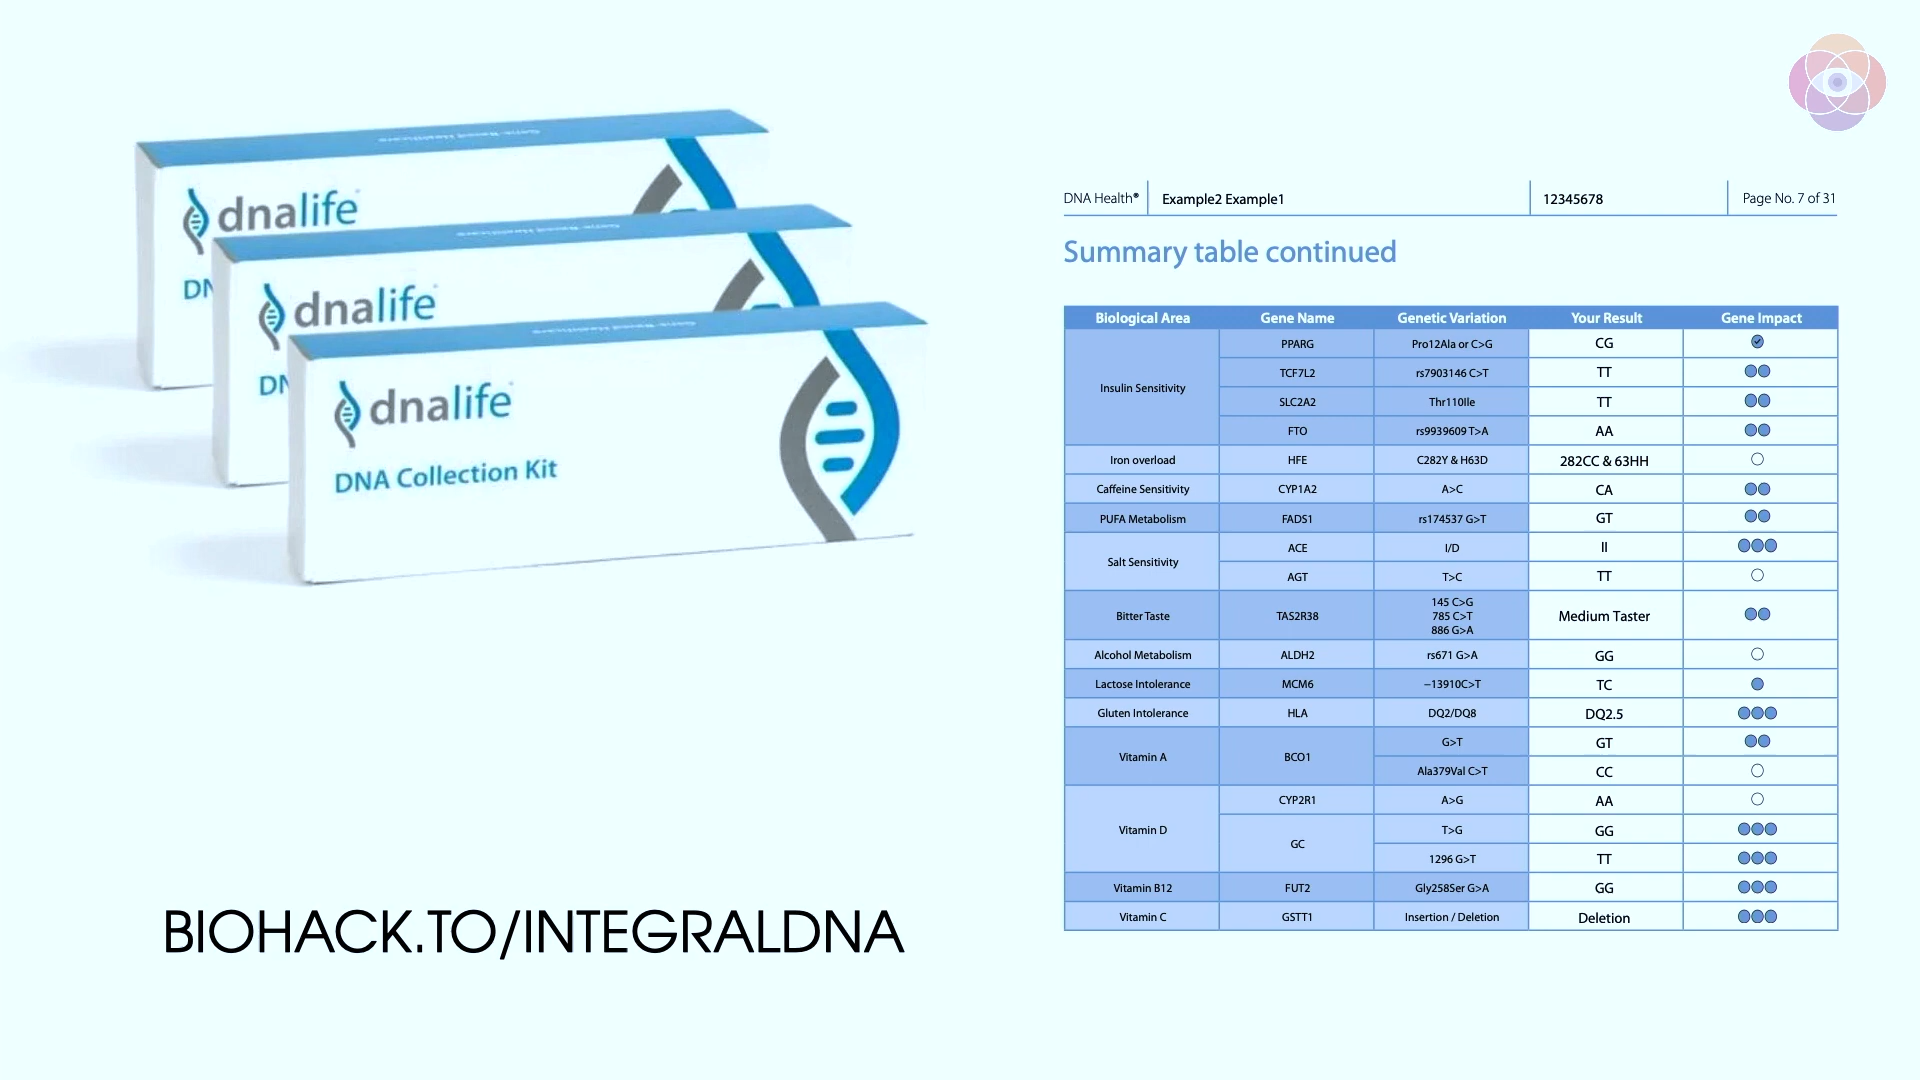 dnalife
DN
dnalife
DN
dnalife
DNA Collection Kit
BIOHACK.TO/INTEGRALDNA
DNA Health® Example2 Example1 12345678 Page No. 7 of 31
Summary table continued
Biological Area Gene Name Genetic Variation Your Result Gene Impact
Insulin Sensitivity
PPARG Pro12Ala or C>G CG
TCF7L2 rs7903146 C>T TT
SLC2A2 Thr110Ile TT
FTO rs9939609 T>A AA
Iron overload HFE C282Y & H63D 282CC & 63HH
Caffeine Sensitivity CYP1A2 A>C CA
PUFA Metabolism FADS1 rs174537 G>T GT
Salt Sensitivity
ACE I/D II
AGT T>C TT
Bitter Taste TAS2R38
145 C>G
785 C>T
886 G>A
Medium Taster
Alcohol Metabolism ALDH2 rs671 G>A GG
Lactose Intolerance MCM6 −13910C>T TC
Gluten Intolerance HLA DQ2/DQ8 DQ2.5
Vitamin A BCO1
G>T GT
Ala379Val C>T CC
Vitamin D
CYP2R1 A>G AA
GC
T>G GG
1296 G>T TT
Vitamin B12 FUT2 Gly258Ser G>A GG
Vitamin C GSTT1 Insertion / Deletion Deletion